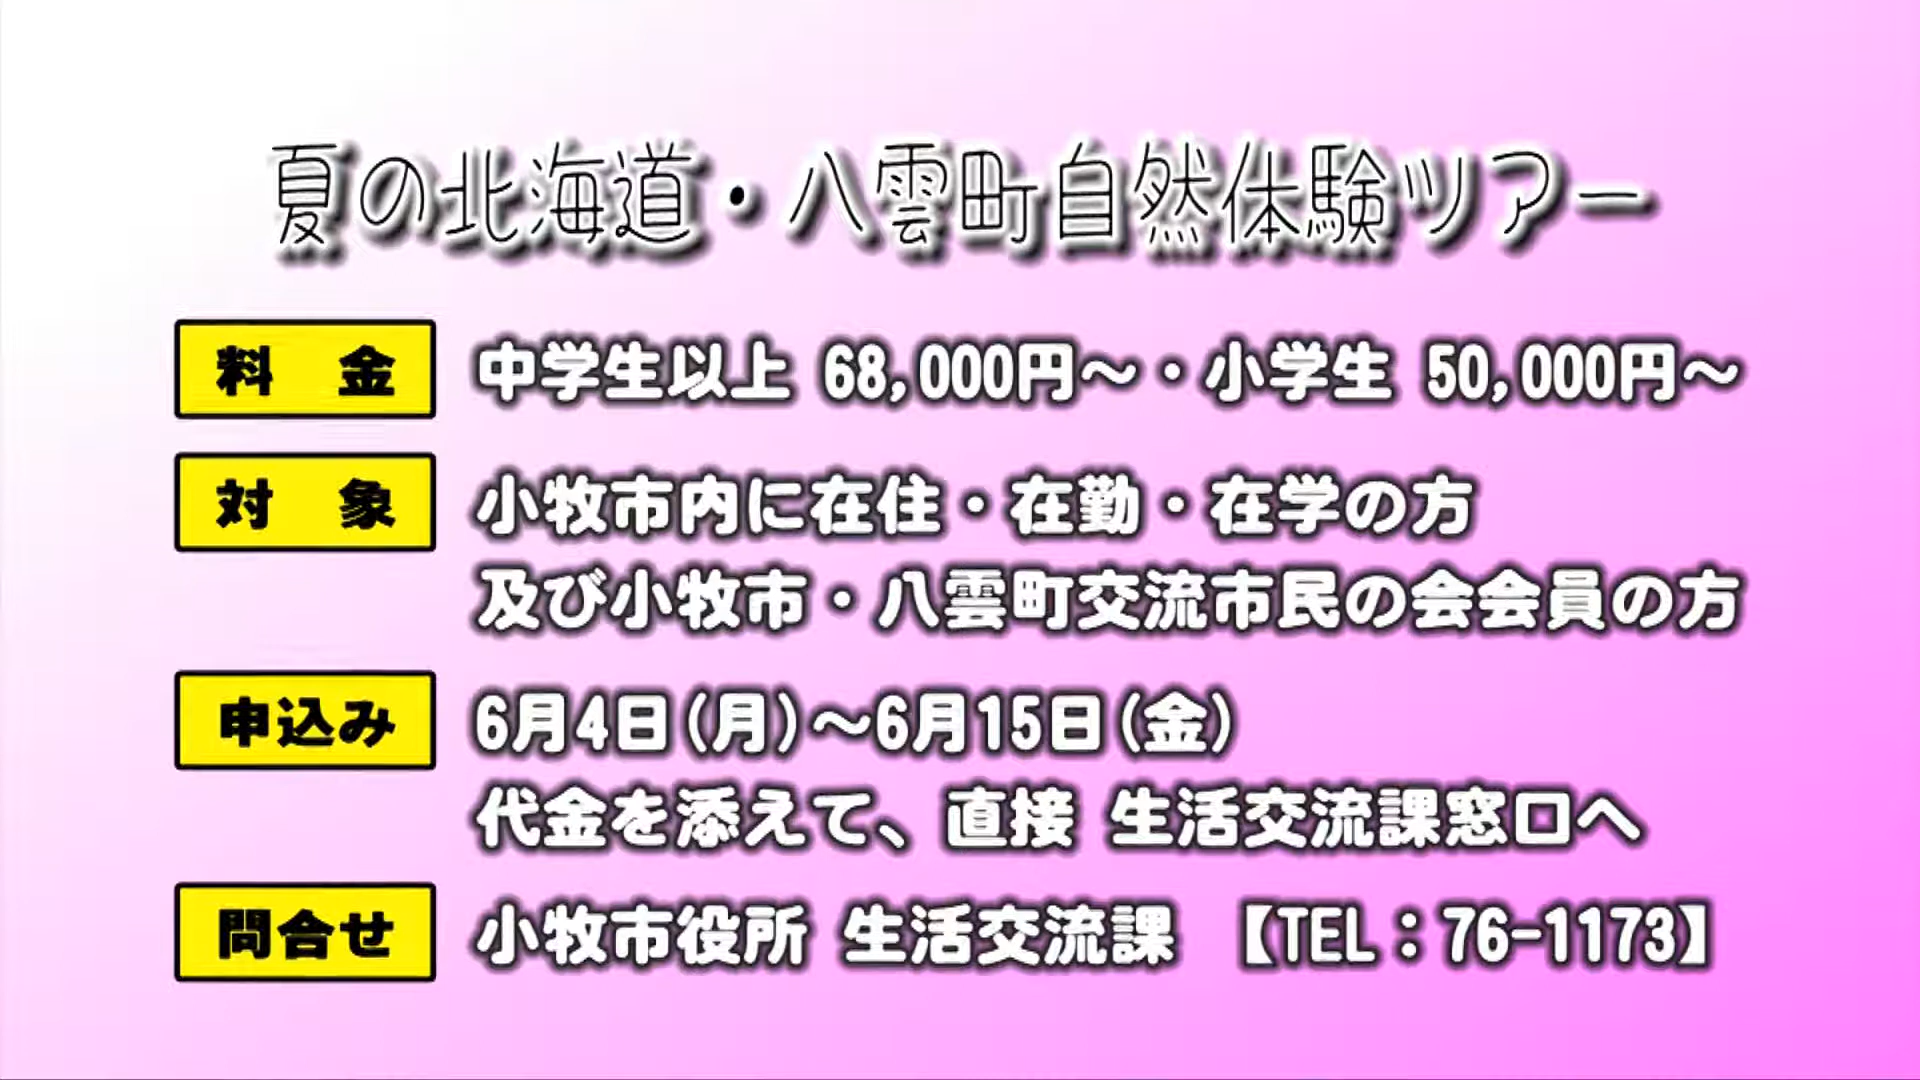 夏の北海道・八雲町自然体験ツアー
料　金 中学生以上 68,000円～・小学生 50,000円～
対　象 小牧市内に在住・在勤・在学の方
及び小牧市・八雲町交流市民の会会員の方
申込み 6月4日(月)～6月15日(金)
代金を添えて、直接 生活交流課窓口へ
問合せ 小牧市役所 生活交流課 【TEL：76-1173】